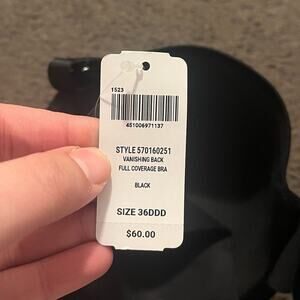 1523
451006971137
STYLE 570160251
VANISHING BACK
FULL COVERAGE BRA
BLACK
SIZE 36DDD
$60.00